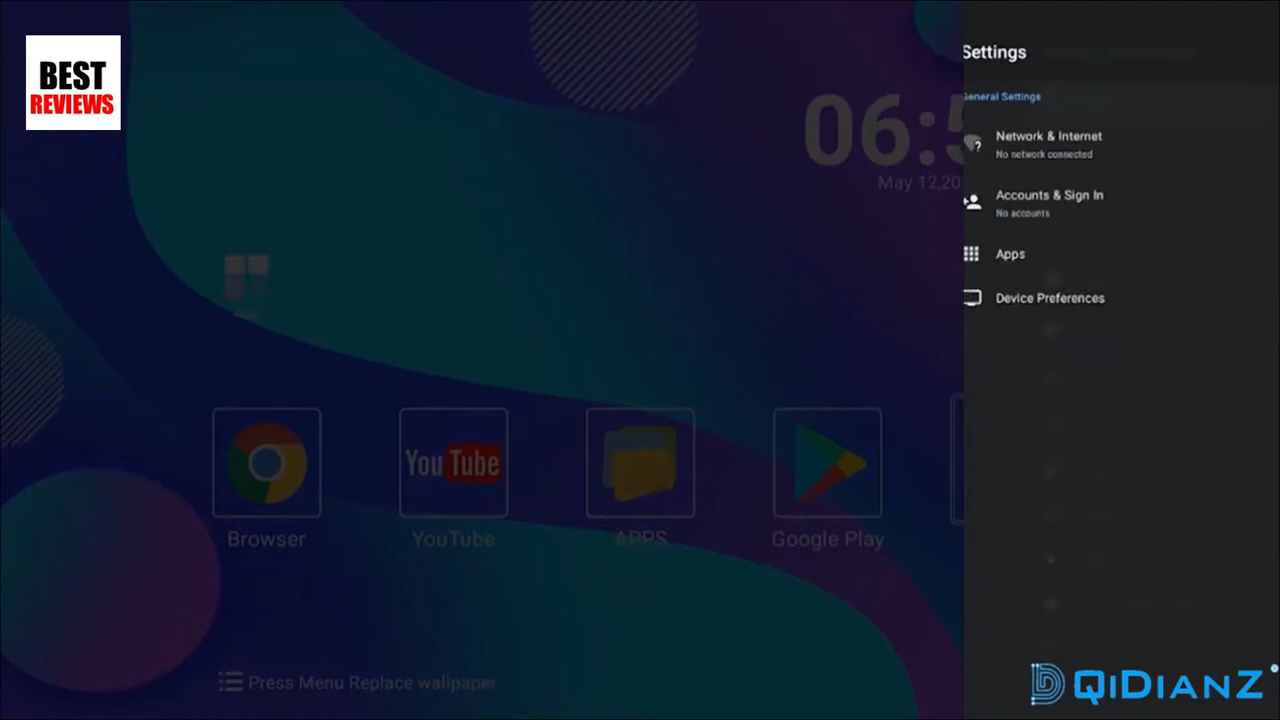 BEST
REVIEWS
Settings
General Settings
06:5
May 12,20
Network & Internet
No network connected
Accounts & Sign In
No accounts
Apps
Device Preferences
YouTube
Browser
YouTube
APPS
Google Play
Press Menu Replace wallpaper
QiDianZ